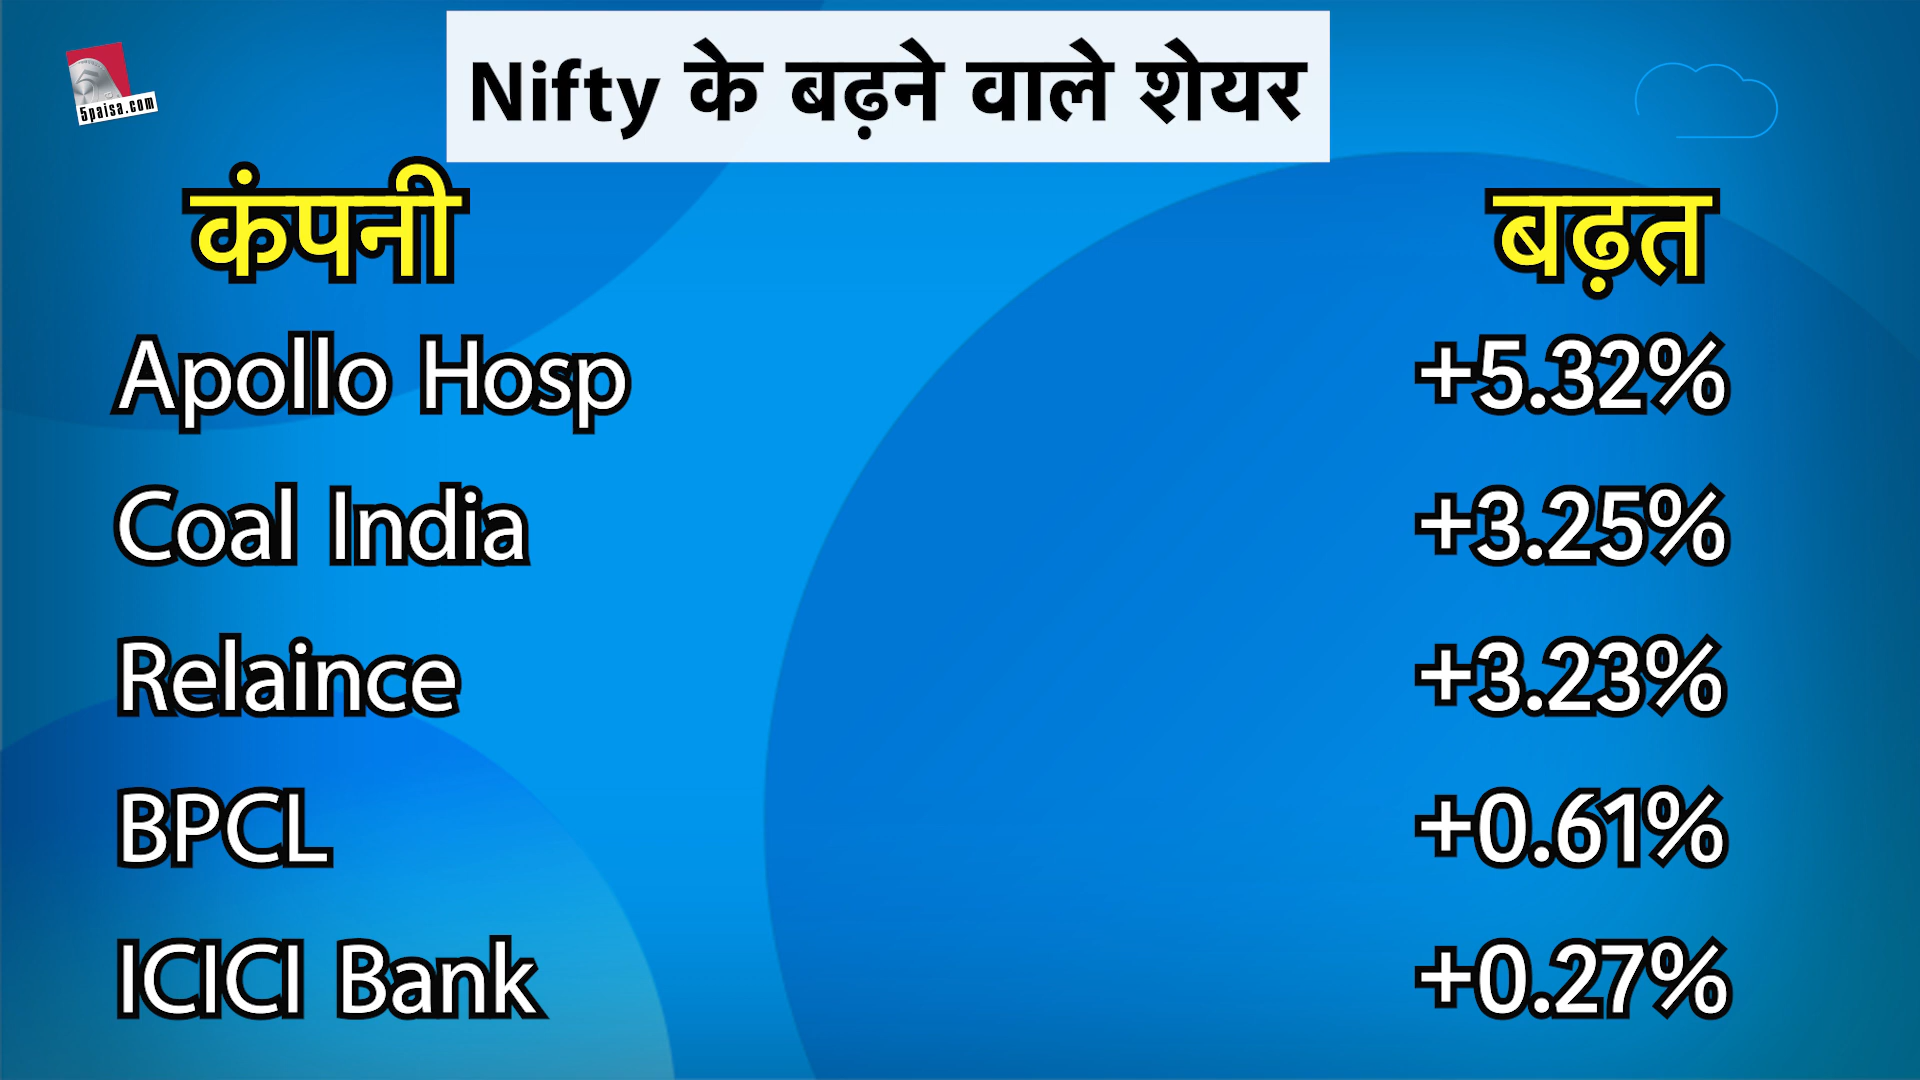 5paisa.com
Nifty के बढ़ने वाले शेयर
कंपनी बढ़त
Apollo Hosp +5.32%
Coal India +3.25%
Relaince +3.23%
BPCL +0.61%
ICICI Bank +0.27%